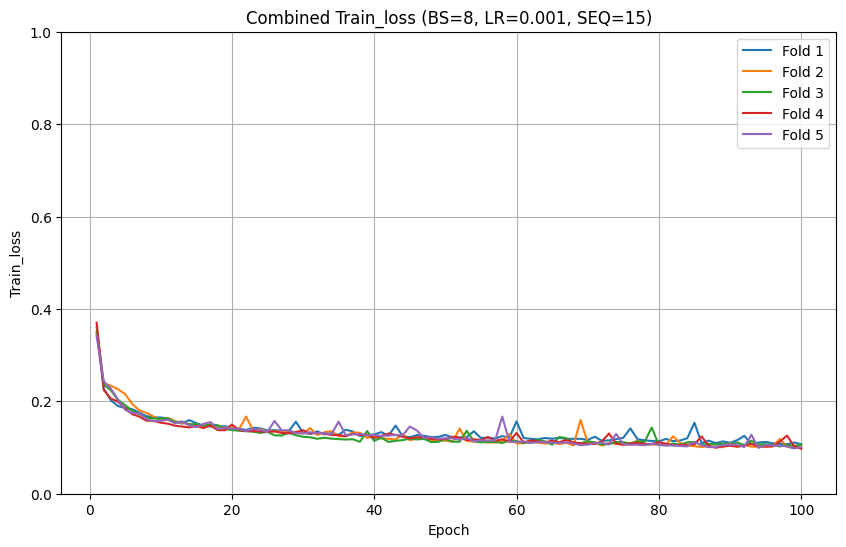 Combined Train_loss (BS=8, LR=0.001, SEQ=15)
1.0
0.8
0.6
0.4
0.2
0.0
Train_loss
Fold 1
Fold 2
Fold 3
Fold 4
Fold 5
0
20
40
60
80
100
Epoch